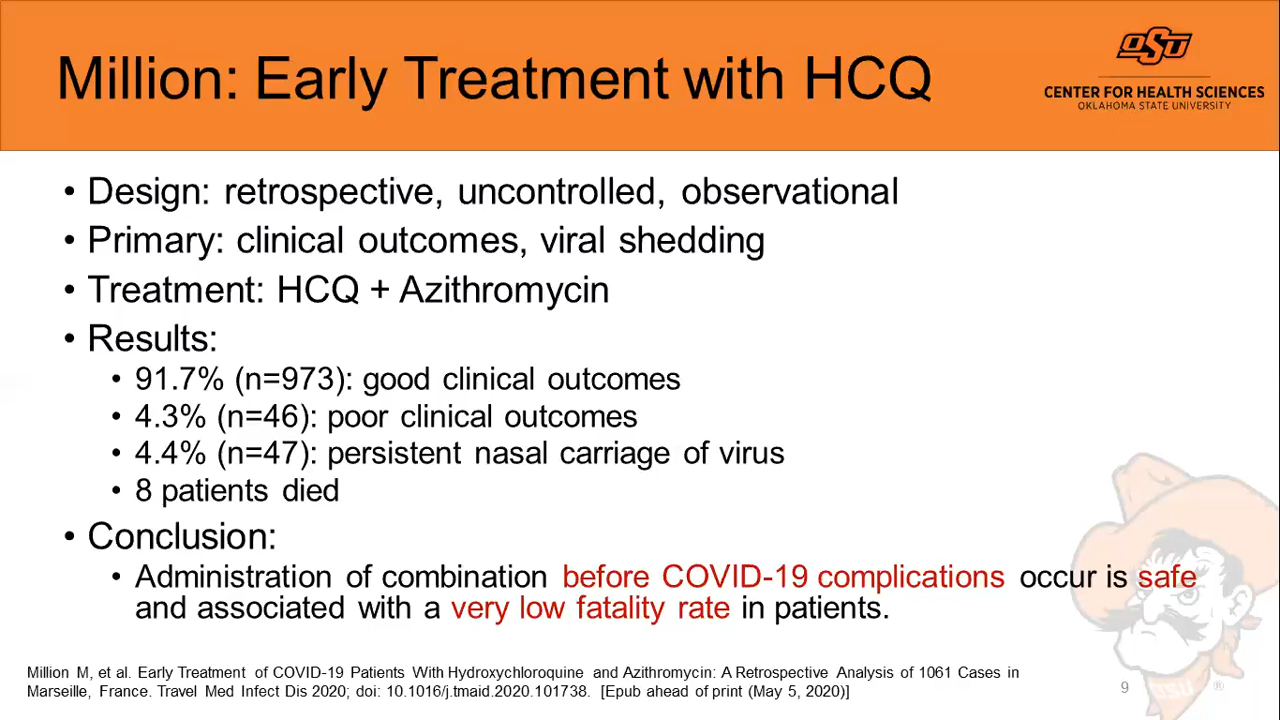 Million: Early Treatment with HCQ
OSU
CENTER FOR HEALTH SCIENCES
OKLAHOMA STATE UNIVERSITY
• Design: retrospective, uncontrolled, observational
• Primary: clinical outcomes, viral shedding
• Treatment: HCQ + Azithromycin
• Results:
• 91.7% (n=973): good clinical outcomes
• 4.3% (n=46): poor clinical outcomes
• 4.4% (n=47): persistent nasal carriage of virus
• 8 patients died
• Conclusion:
• Administration of combination before COVID-19 complications occur is safe
and associated with a very low fatality rate in patients.
Million M, et al. Early Treatment of COVID-19 Patients With Hydroxychloroquine and Azithromycin: A Retrospective Analysis of 1061 Cases in
Marseille, France. Travel Med Infect Dis 2020; doi: 10.1016/j.tmaid.2020.101738. [Epub ahead of print (May 5, 2020)]
9
OSU
®